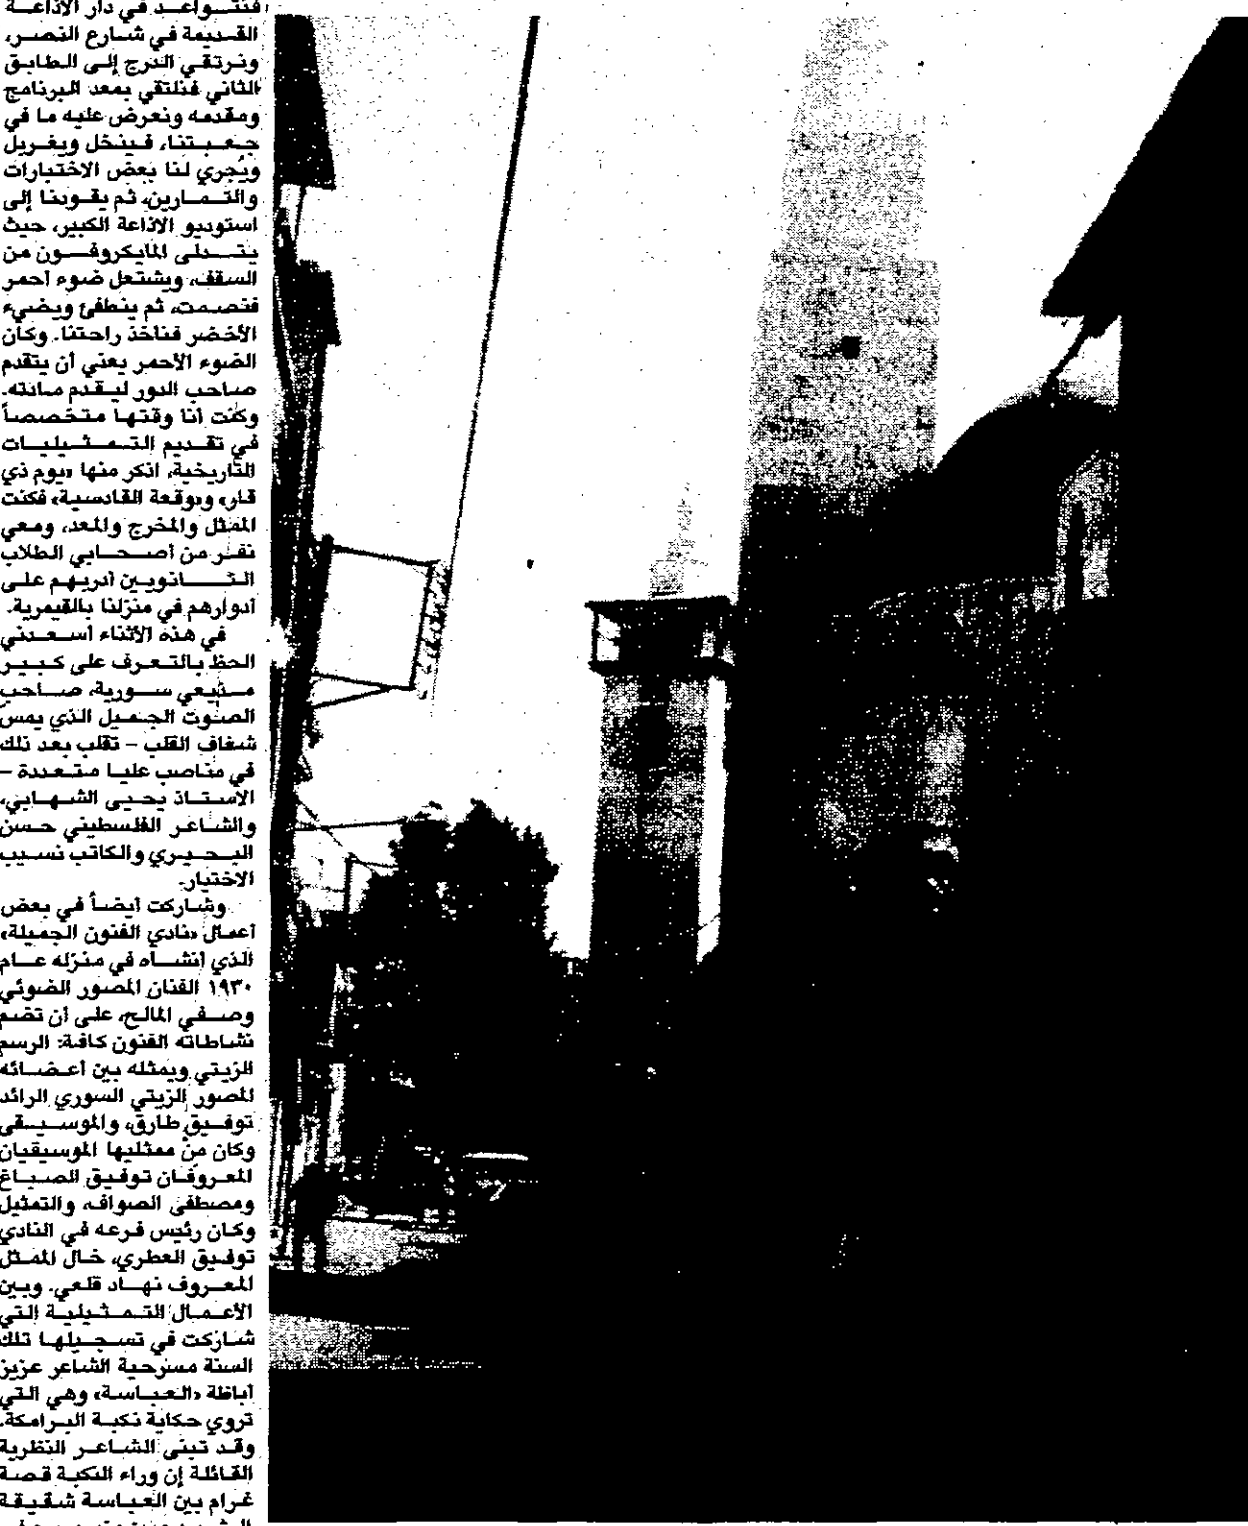 فنتواعد في دار الاذاعة
القديمة في شارع النصر،
ونرتقي الدرج إلى الطابق
الثاني فنلتقي بمعد البرنامج
ومقدمه ونعرض عليه ما في
جعبتنا، فينخل ويغربل
ويُجري لنا بعض الاختبارات
والتمارين، ثم يقودنا إلى
استوديو الاذاعة الكبير، حيث
يتدلى المايكروفون من
السقف، ويشتعل ضوء أحمر
فنصمت، ثم ينطفئ ويضيء
الأخضر فنأخذ راحتنا. وكان
الضوء الأحمر يعني أن يتقدم
صاحب الدور ليقدم مادته.
وكنت أنا وقتها متخصصاً
في تقديم التمثيليات
التاريخية، اذكر منها «يوم ذي
قار» و«وقعة القادسية» فكنت
الممثل والمخرج والمعد، ومعي
نفر من أصحابي الطلاب
الثانويين أدربهم على
أدوارهم في منزلنا بالقيمرية.
في هذه الأثناء أسعدني
الحظ بالتعرف على كبير
مذيعي سورية، صاحب
الصوت الجميل الذي يمس
شغاف القلب – تقلب بعد ذلك
في مناصب عليا متعددة –
الأستاذ يحيى الشهابي،
والشاعر الفلسطيني حسن
البحيري والكاتب نسيب
الاختيار.
وشاركت أيضاً في بعض
أعمال «نادي الفنون الجميلة»
الذي أنشأه في منزله عام
١٩٣٠ الفنان المصور الضوئي
وصفي المالح، على أن تضم
نشاطاته الفنون كافة: الرسم
الزيتي ويمثله بين أعضائه
المصور الزيتي السوري الرائد
توفيق طارق، والموسيقى
وكان من ممثليها الموسيقيان
المعروفان توفيق الصباغ
ومصطفى الصواف، والتمثيل
وكان رئيس فرعه في النادي
توفيق العطري، خال الممثل
المعروف نهاد قلعي. وبين
الأعمال التمثيلية التي
شاركت في تسجيلها تلك
السنة مسرحية الشاعر عزيز
أباظة «العباسة» وهي التي
تروي حكاية نكبة البرامكة.
وقد تبنى الشاعر النظرية
القائلة إن وراء النكبة قصة
غرام بين العباسة شقيقة